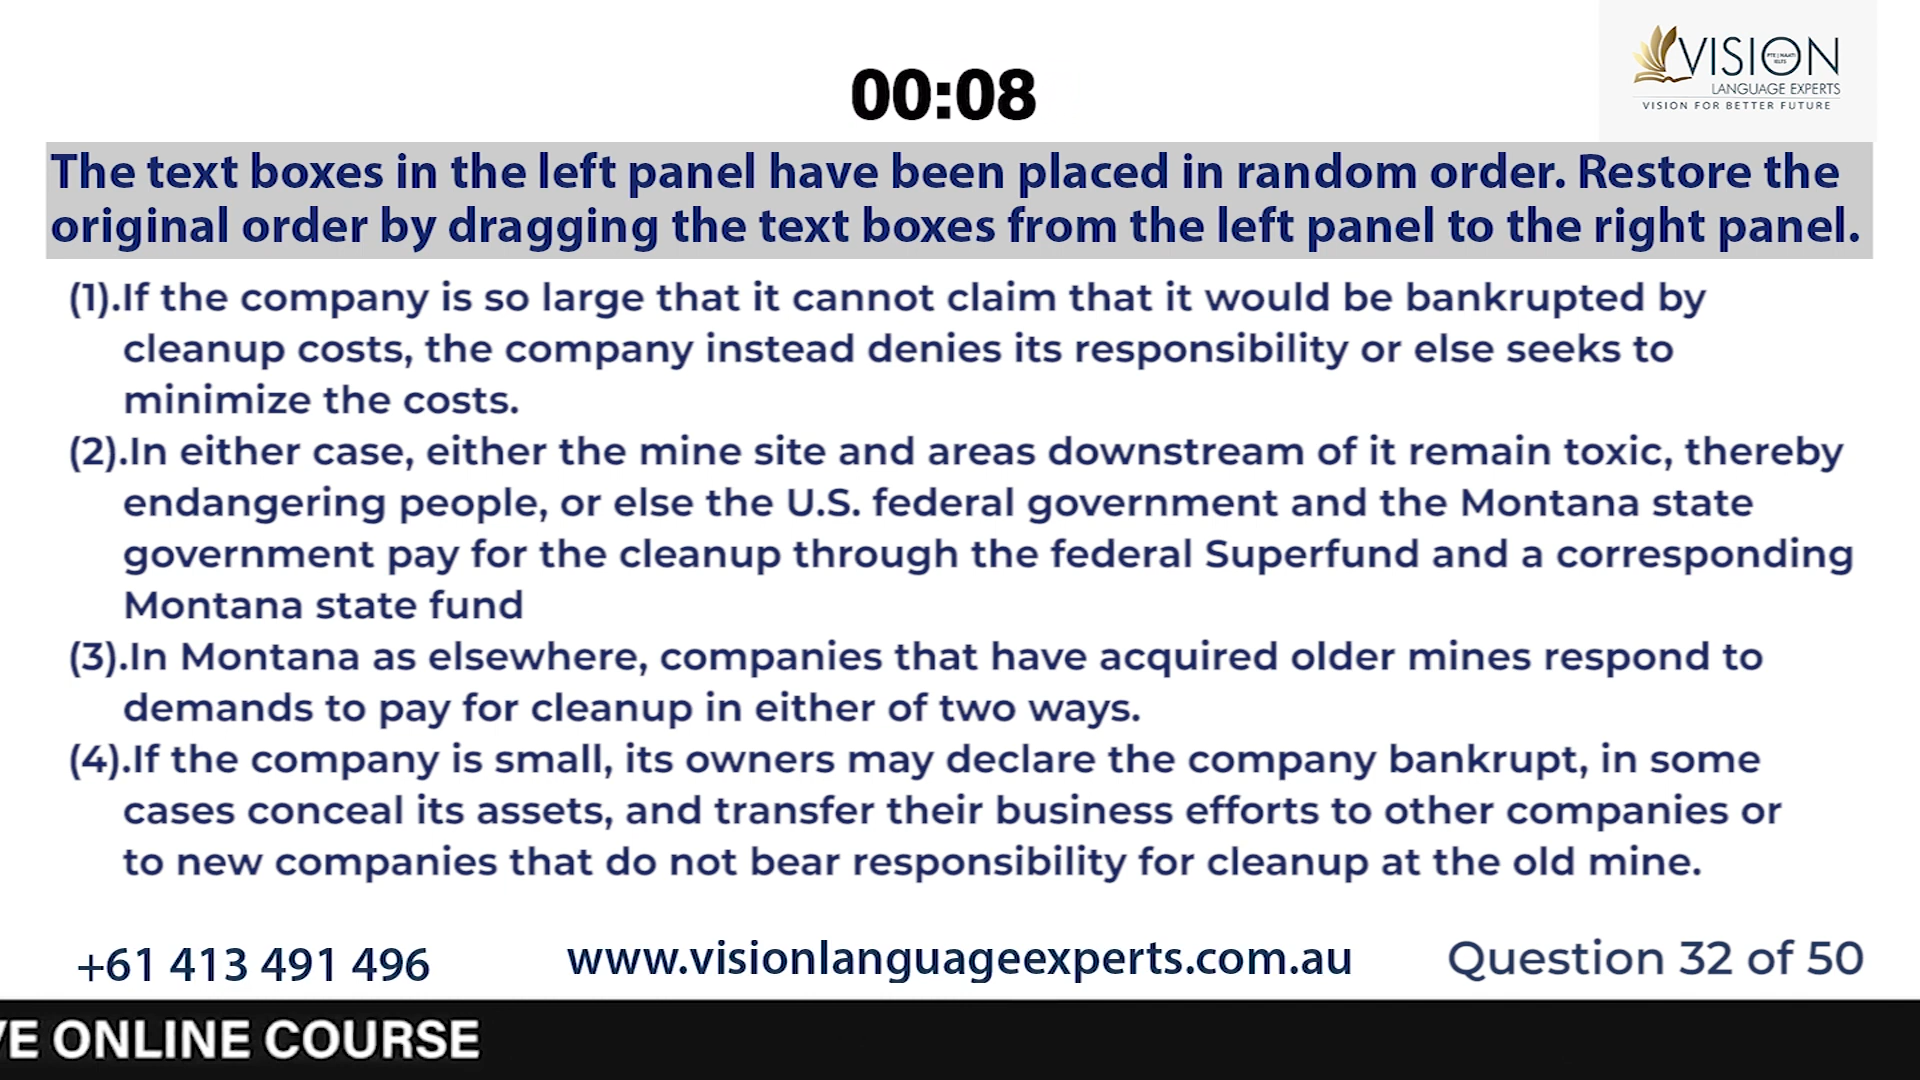 00:08
VISION
LANGUAGE EXPERTS
VISION FOR BETTER FUTURE
The text boxes in the left panel have been placed in random order. Restore the
original order by dragging the text boxes from the left panel to the right panel.
(1).If the company is so large that it cannot claim that it would be bankrupted by
cleanup costs, the company instead denies its responsibility or else seeks to
minimize the costs.
(2).In either case, either the mine site and areas downstream of it remain toxic, thereby
endangering people, or else the U.S. federal government and the Montana state
government pay for the cleanup through the federal Superfund and a corresponding
Montana state fund
(3).In Montana as elsewhere, companies that have acquired older mines respond to
demands to pay for cleanup in either of two ways.
(4).If the company is small, its owners may declare the company bankrupt, in some
cases conceal its assets, and transfer their business efforts to other companies or
to new companies that do not bear responsibility for cleanup at the old mine.
+61 413 491 496
www.visionlanguageexperts.com.au
Question 32 of 50
VE ONLINE COURSE